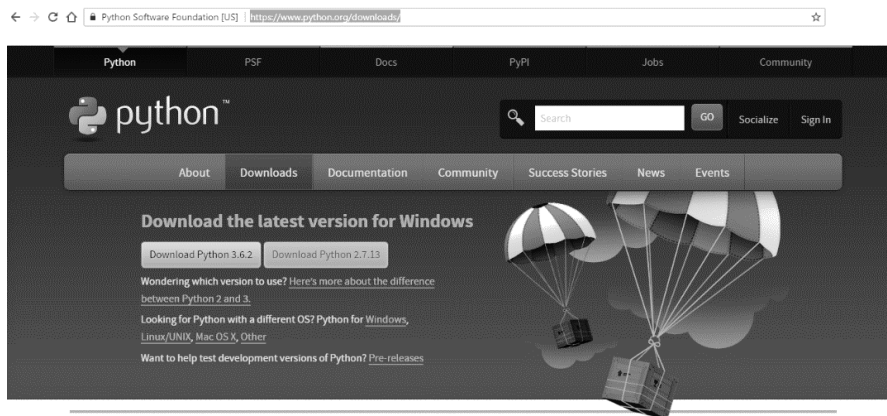 Python Software Foundation [US] | https://www.python.org/downloads/
Python PSF Docs PyPI Jobs Community
python™
Search GO Socialize Sign In
About Downloads Documentation Community Success Stories News Events
Download the latest version for Windows
Download Python 3.6.2 Download Python 2.7.13
Wondering which version to use? Here's more about the difference
between Python 2 and 3.
Looking for Python with a different OS? Python for Windows,
Linux/UNIX, Mac OS X, Other
Want to help test development versions of Python? Pre-releases